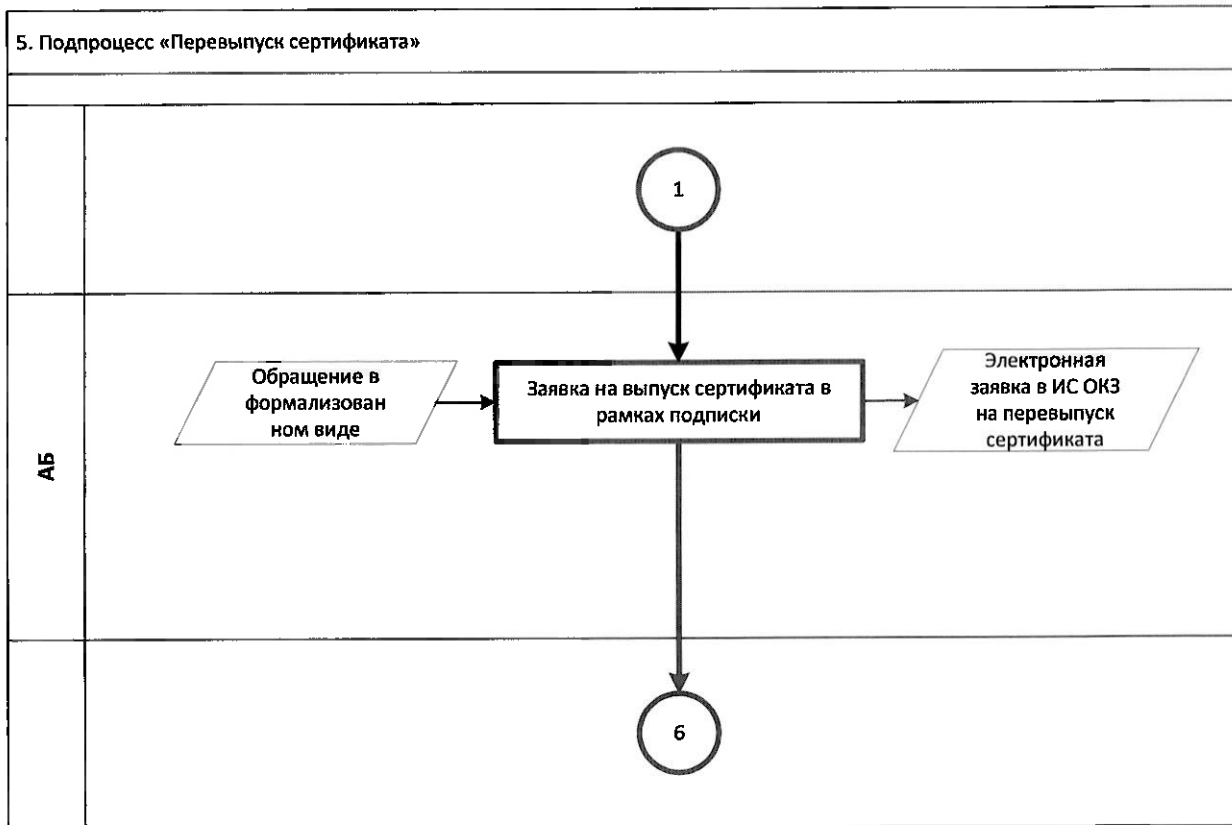 5. Подпроцесс «Перевыпуск сертификата»
1
АБ
Обращение в
формализован
ном виде
Заявка на выпуск сертификата в
рамках подписки
Электронная
заявка в ИС ОКЗ
на перевыпуск
сертификата
6